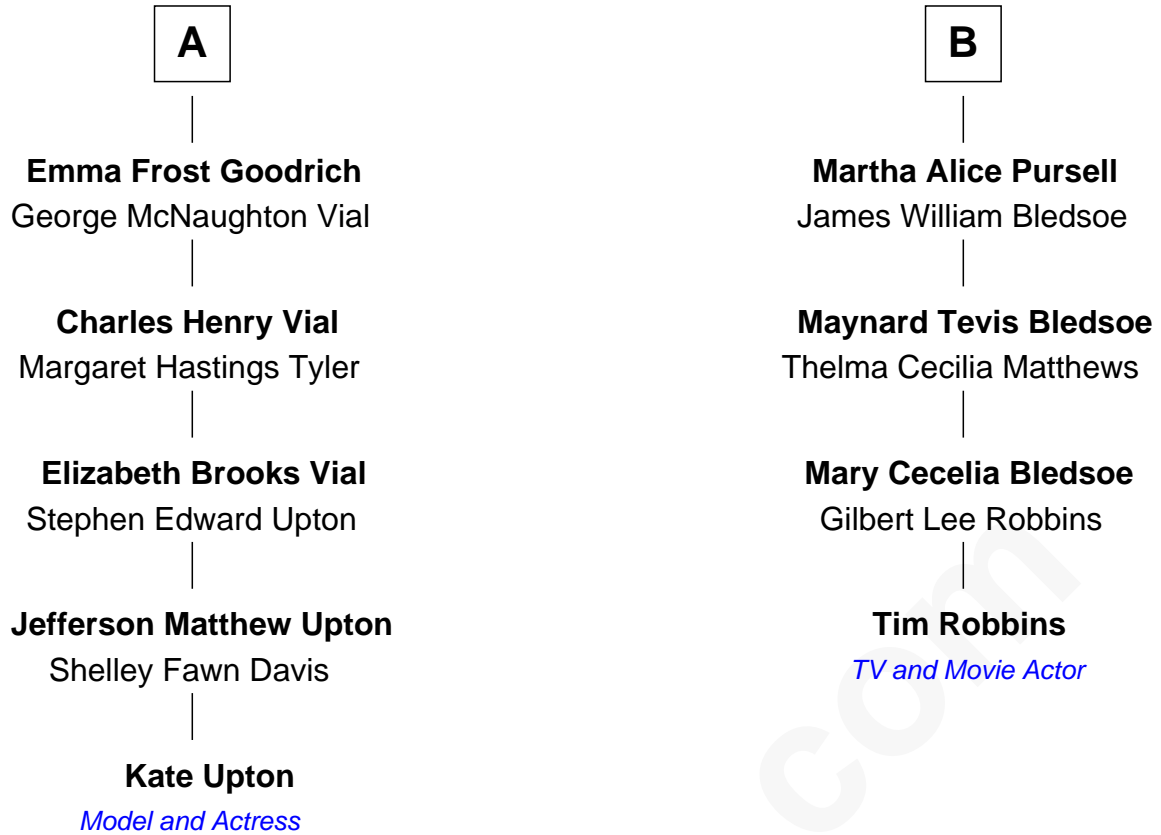 A
Emma Frost Goodrich
George McNaughton Vial
Charles Henry Vial
Margaret Hastings Tyler
Elizabeth Brooks Vial
Stephen Edward Upton
Jefferson Matthew Upton
Shelley Fawn Davis
Kate Upton
Model and Actress
B
Martha Alice Pursell
James William Bledsoe
Maynard Tevis Bledsoe
Thelma Cecilia Matthews
Mary Cecelia Bledsoe
Gilbert Lee Robbins
Tim Robbins
TV and Movie Actor
com